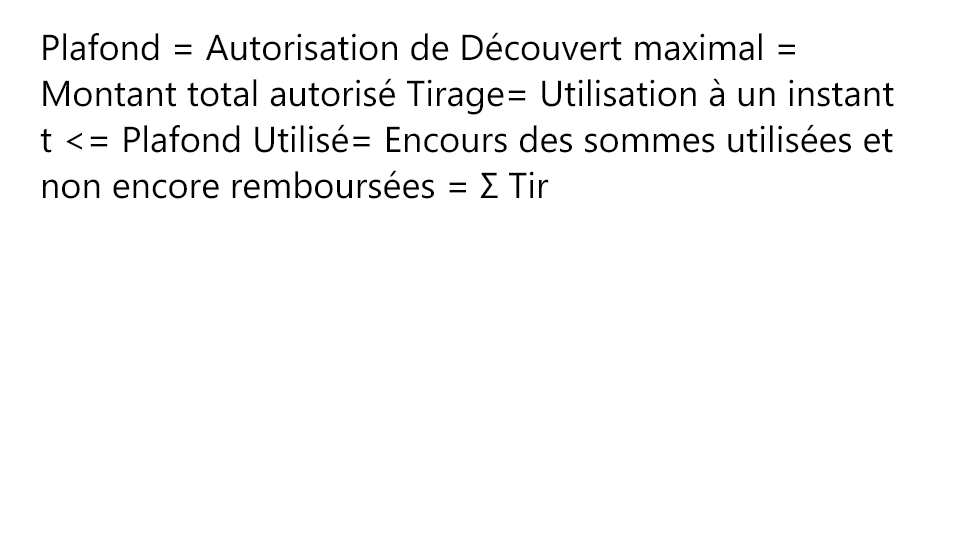 Plafond = Autorisation de Découvert maximal =
Montant total autorisé Tirage= Utilisation à un instant
t <= Plafond Utilisé= Encours des sommes utilisées et
non encore remboursées = Σ Tir